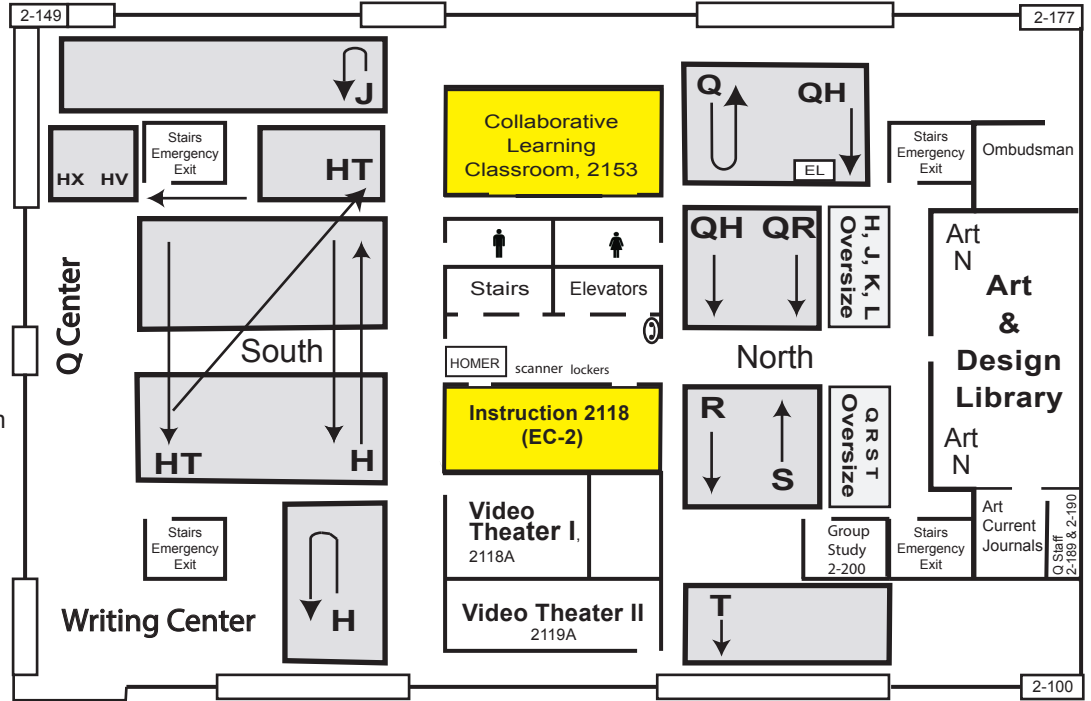 2-149
2-177
J
Stairs
Emergency
Exit
HX HV
HT
Q Center
South
HT
H
Stairs
Emergency
Exit
Writing Center
H
Collaborative
Learning
Classroom, 2153
Stairs
Elevators
HOMER
scanner lockers
Instruction 2118
(EC-2)
Video
Theater I,
2118A
Video Theater II
2119A
Q
QH
EL
QH
QR
H, J, K, L
Oversize
North
R
S
Q R S T
Oversize
Group
Study
2-200
T
Stairs
Emergency
Exit
Ombudsman
Art
N
Art
&
Design
Library
Art
N
Stairs
Emergency
Exit
Art
Current
Journals
Q Staff
2-189 & 2-190
2-100